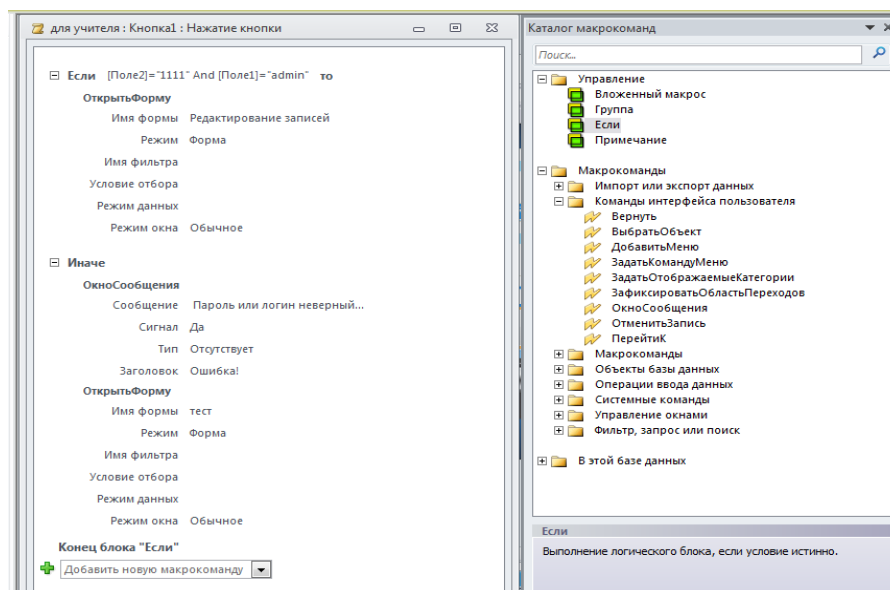 для учителя : Кнопка1 : Нажатие кнопки
Если [Поле2]="1111" And [Поле1]="admin" то
ОткрытьФорму
Имя формы Редактирование записей
Режим Форма
Имя фильтра
Условие отбора
Режим данных
Режим окна Обычное
Иначе
ОкноСообщения
Сообщение Пароль или логин неверный...
Сигнал Да
Тип Отсутствует
Заголовок Ошибка!
ОткрытьФорму
Имя формы тест
Режим Форма
Имя фильтра
Условие отбора
Режим данных
Режим окна Обычное
Конец блока "Если"
Добавить новую макрокоманду
Каталог макрокоманд
Поиск...
Управление
Вложенный макрос
Группа
Если
Примечание
Макрокоманды
Импорт или экспорт данных
Команды интерфейса пользователя
Вернуть
ВыбратьОбъект
ДобавитьМеню
ЗадатьКомандуМеню
ЗадатьОтображаемыеКатегории
ЗафиксироватьОбластьПереходов
ОкноСообщения
ОтменитьЗапись
ПерейтиК
Макрокоманды
Объекты базы данных
Операции ввода данных
Системные команды
Управление окнами
Фильтр, запрос или поиск
В этой базе данных
Если
Выполнение логического блока, если условие истинно.